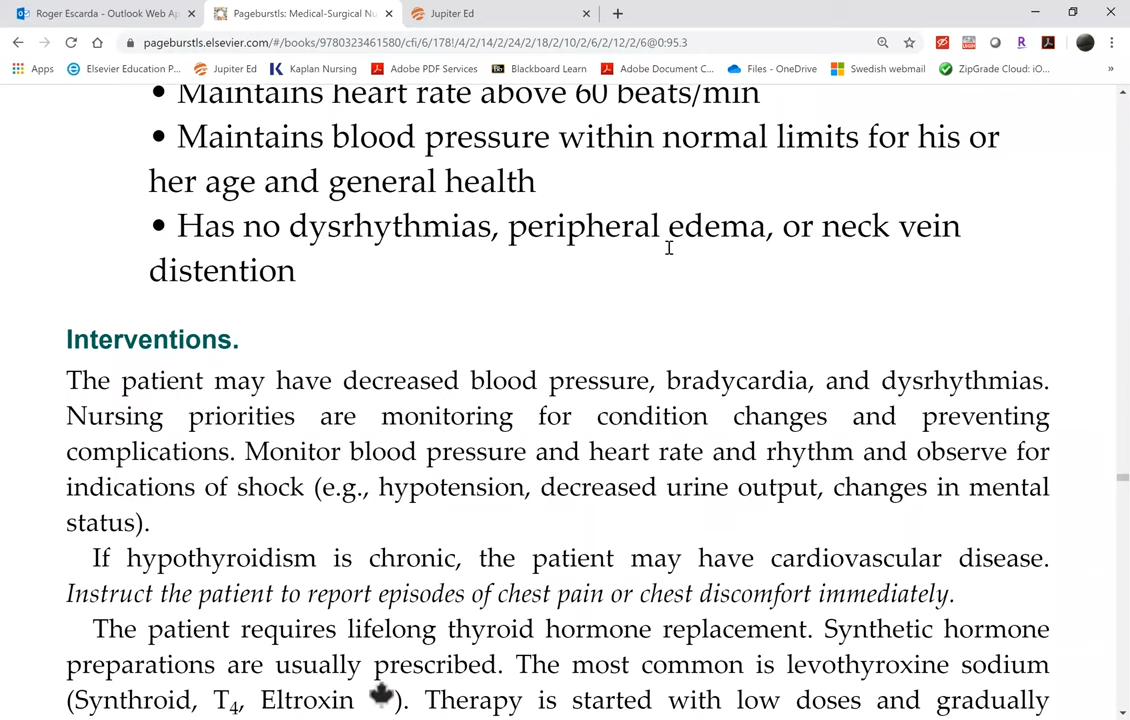 Roger Escarda - Outlook Web Ap
Pageburstls: Medical-Surgical Nu
Jupiter Ed
pageburstls.elsevier.com/#/books/9780323461580/cfi/6/178!/4/2/14/2/24/2/18/2/10/2/6/2/12/2/6@0:95.3
Apps Elsevier Education P... Jupiter Ed Kaplan Nursing Adobe PDF Services Blackboard Learn Adobe Document C... Files - OneDrive Swedish webmail ZipGrade Cloud: iO... »
• Maintains heart rate above 60 beats/min
• Maintains blood pressure within normal limits for his or
her age and general health
• Has no dysrhythmias, peripheral edema, or neck vein
distention
Interventions.
The patient may have decreased blood pressure, bradycardia, and dysrhythmias.
Nursing priorities are monitoring for condition changes and preventing
complications. Monitor blood pressure and heart rate and rhythm and observe for
indications of shock (e.g., hypotension, decreased urine output, changes in mental
status).
If hypothyroidism is chronic, the patient may have cardiovascular disease.
Instruct the patient to report episodes of chest pain or chest discomfort immediately.
The patient requires lifelong thyroid hormone replacement. Synthetic hormone
preparations are usually prescribed. The most common is levothyroxine sodium
(Synthroid, T4, Eltroxin 🍁). Therapy is started with low doses and gradually